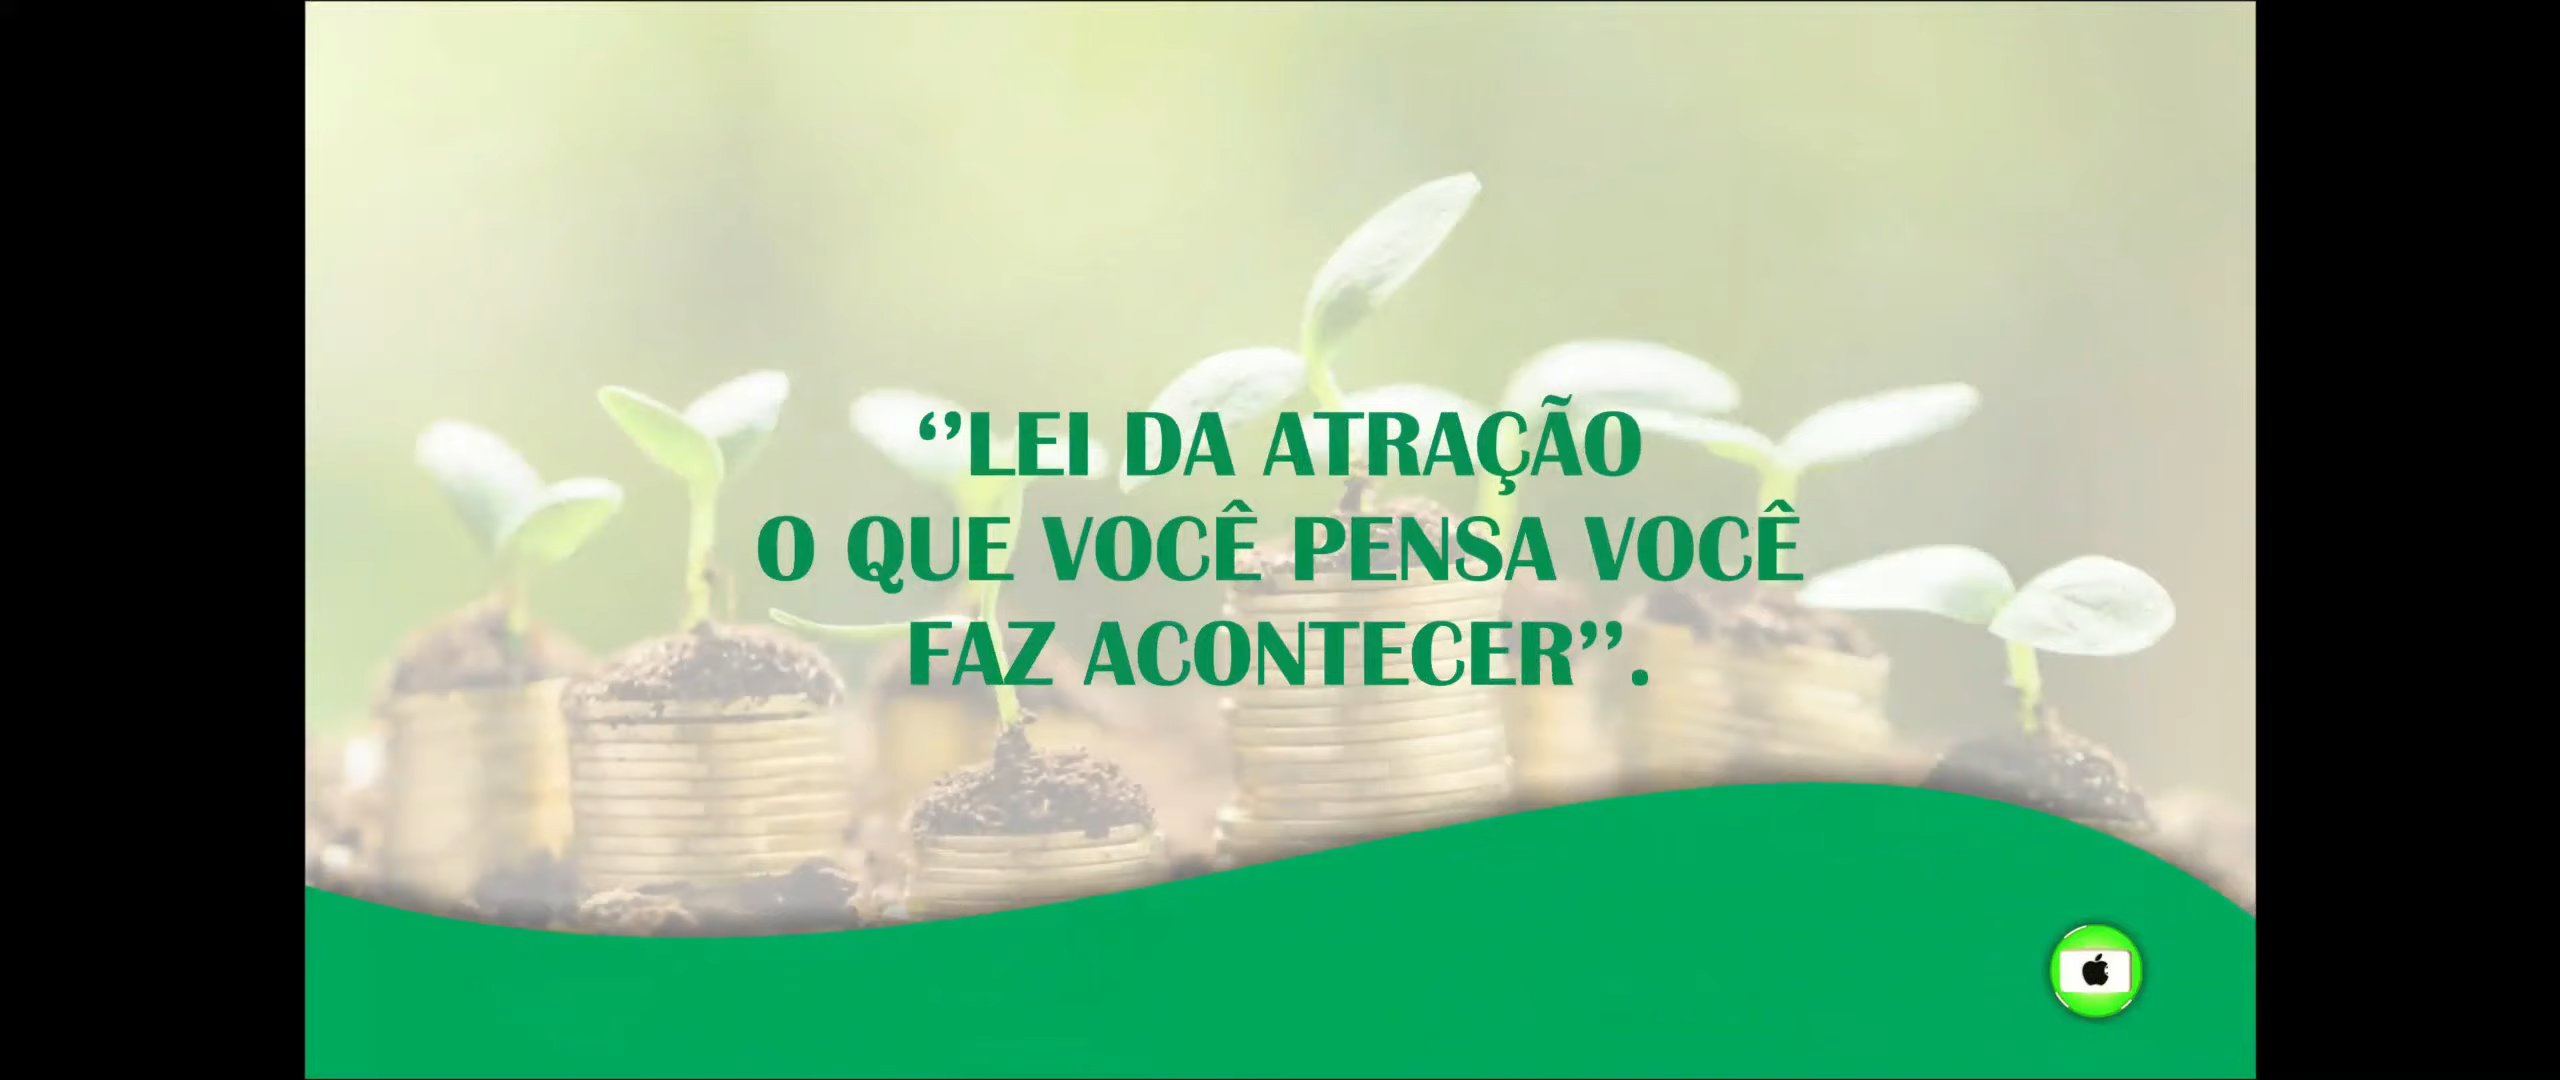 ‘’LEI DA ATRAÇÃO
O QUE VOCÊ PENSA VOCÊ
FAZ ACONTECER’’.